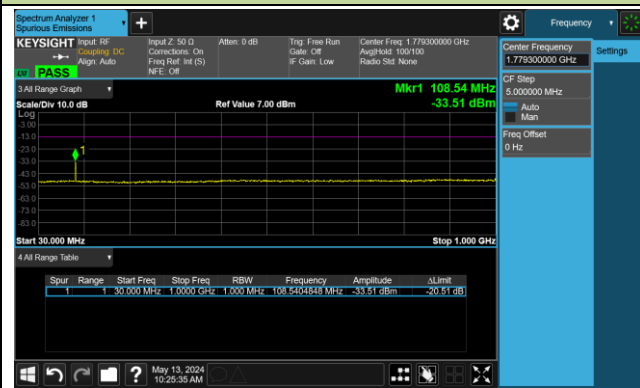 Spectrum Analyzer 1
Spurious Emissions
+
Frequency
KEYSIGHT Input: RF
Coupling: DC
Align: Auto
Input Z: 50 Ω
Corrections: On
Freq Ref: Int (S)
NFE: Off
Atten: 0 dB
Trig: Free Run
Gate: Off
IF Gain: Low
Center Freq: 1.779300000 GHz
Avg|Hold: 100/100
Radio Std: None
PASS
Center Frequency
1.779300000 GHz
Settings
CF Step
5.000000 MHz
Auto
Man
Freq Offset
0 Hz
3 All Range Graph
Mkr1 108.54 MHz
Scale/Div 10.0 dB
Ref Value 7.00 dBm
-33.51 dBm
Log
-3.00
-13.0
-23.0
-33.0
-43.0
-53.0
-63.0
-73.0
-83.0
1
Start 30.000 MHz
Stop 1.000 GHz
4 All Range Table
Spur Range Start Freq Stop Freq RBW Frequency Amplitude ΔLimit
1 1 30.000 MHz 1.0000 GHz 1.000 MHz 108.5404848 MHz -33.51 dBm -20.51 dB
?
May 13, 2024
10:25:35 AM